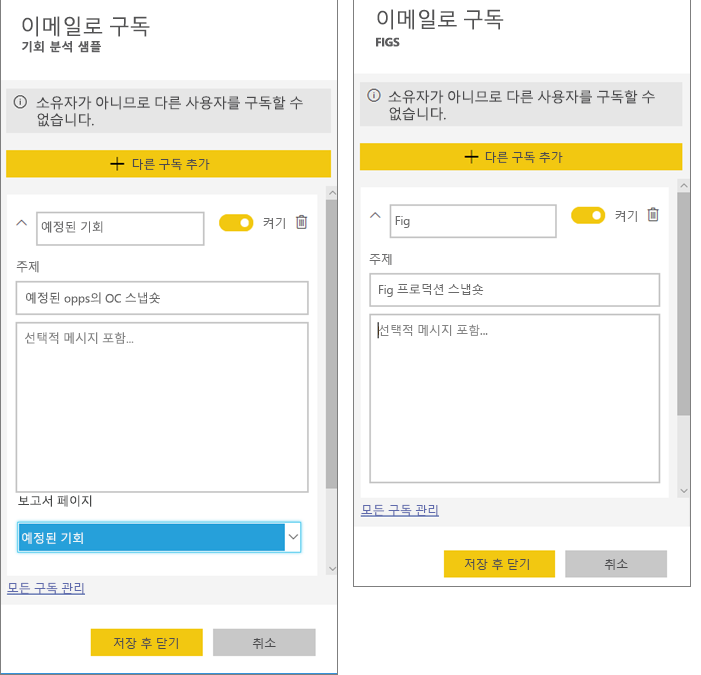 이메일로 구독
기회 분석 샘플
소유자가 아니므로 다른 사용자를 구독할 수
없습니다.
다른 구독 추가
예정된 기회
켜기
주제
예정된 opps의 OC 스냅숏
선택적 메시지 포함...
보고서 페이지
예정된 기회
모든 구독 관리
저장 후 닫기
취소
이메일로 구독
FIGS
소유자가 아니므로 다른 사용자를 구독할 수
없습니다.
다른 구독 추가
Fig
켜기
주제
Fig 프로덕션 스냅숏
선택적 메시지 포함...
모든 구독 관리
저장 후 닫기
취소